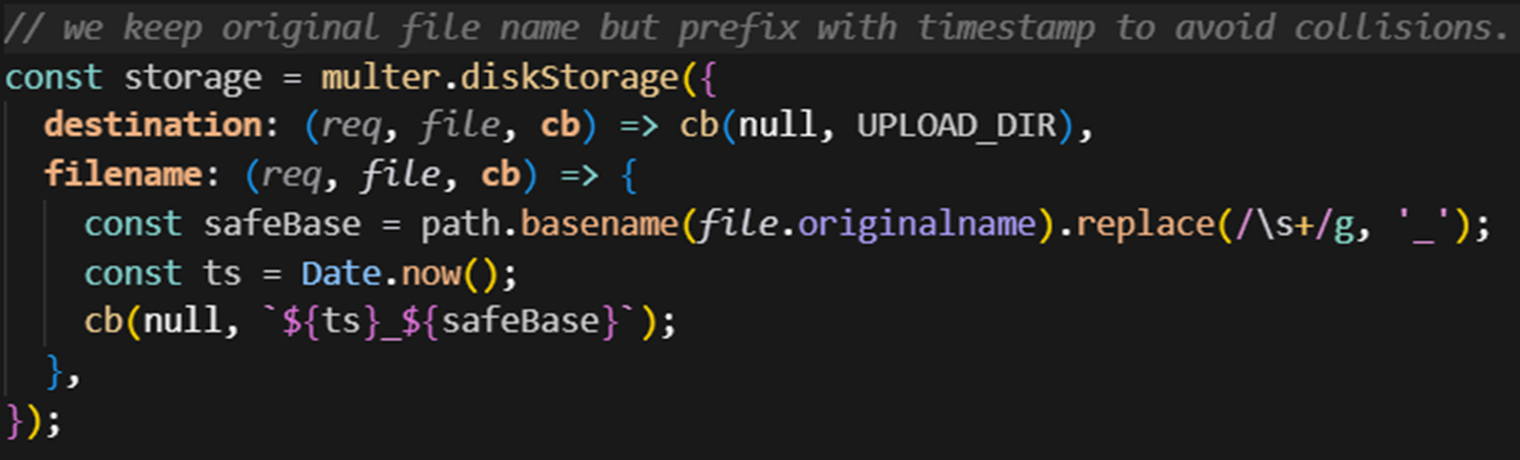 // we keep original file name but prefix with timestamp to avoid collisions.
const storage = multer.diskStorage({
  destination: (req, file, cb) => cb(null, UPLOAD_DIR),
  filename: (req, file, cb) => {
    const safeBase = path.basename(file.originalname).replace(/\s+/g, '_');
    const ts = Date.now();
    cb(null, `${ts}_${safeBase}`);
  },
});